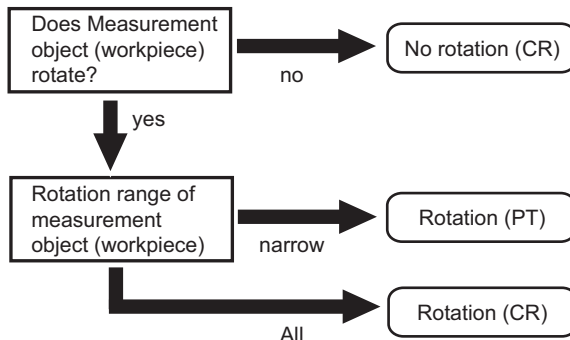 Does Measurement
object (workpiece)
rotate?
no
No rotation (CR)
yes
Rotation range of
measurement
object (workpiece)
narrow
Rotation (PT)
All
Rotation (CR)